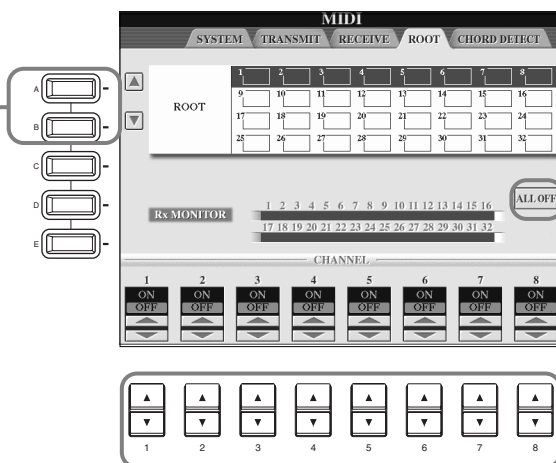 MIDI
SYSTEM TRANSMIT RECEIVE ROOT CHORD DETECT
A
B
C
D
E
ROOT
1 2 3 4 5 6 7 8
9 10 11 12 13 14 15 16
17 18 19 20 21 22 23 24
25 26 27 28 29 30 31 32
ALL OFF
Rx MONITOR
1 2 3 4 5 6 7 8 9 10 11 12 13 14 15 16
17 18 19 20 21 22 23 24 25 26 27 28 29 30 31 32
CHANNEL
1 2 3 4 5 6 7 8
ON ON ON ON ON ON ON ON
OFF OFF OFF OFF OFF OFF OFF OFF
1 2 3 4 5 6 7 8